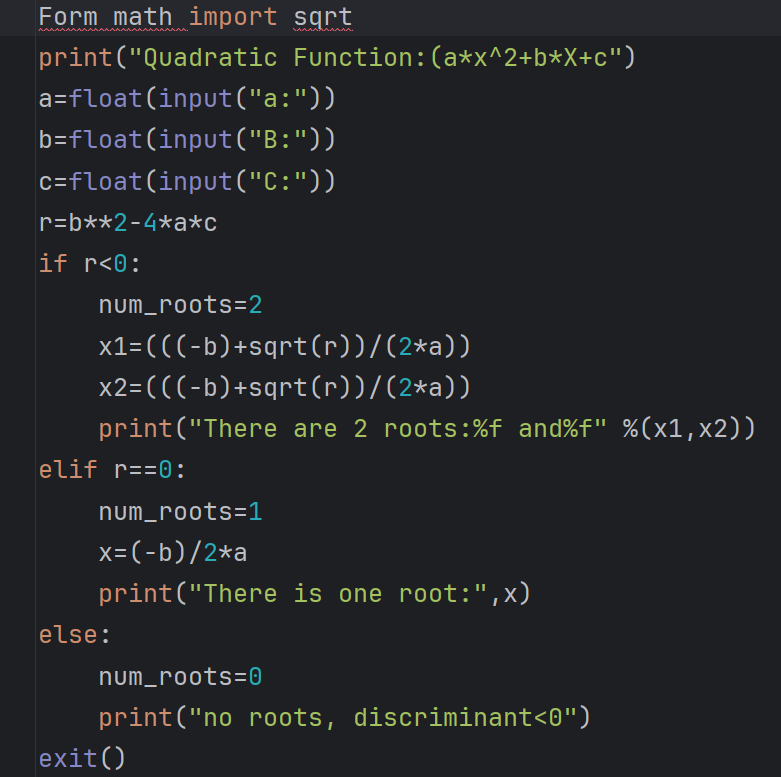 Form math import sqrt
print("Quadratic Function:(a*x^2+b*X+c")
a=float(input("a:"))
b=float(input("B:"))
c=float(input("C:"))
r=b**2-4*a*c
if r<0:
    num_roots=2
    x1=(((-b)+sqrt(r))/(2*a))
    x2=(((-b)+sqrt(r))/(2*a))
    print("There are 2 roots:%f and%f" %(x1,x2))
elif r==0:
    num_roots=1
    x=(-b)/2*a
    print("There is one root:",x)
else:
    num_roots=0
    print("no roots, discriminant<0")
exit()